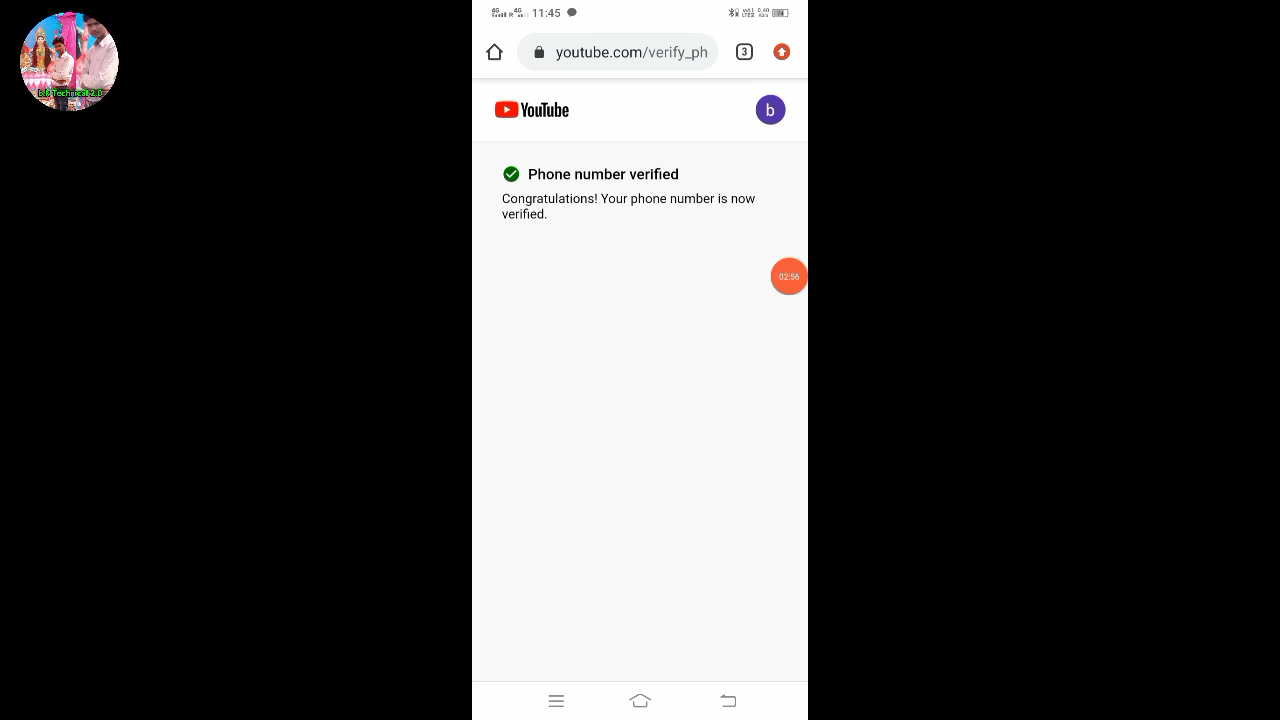 11:45
youtube.com/verify_ph
3
YouTube
b
Phone number verified
Congratulations! Your phone number is now
verified.
02:56